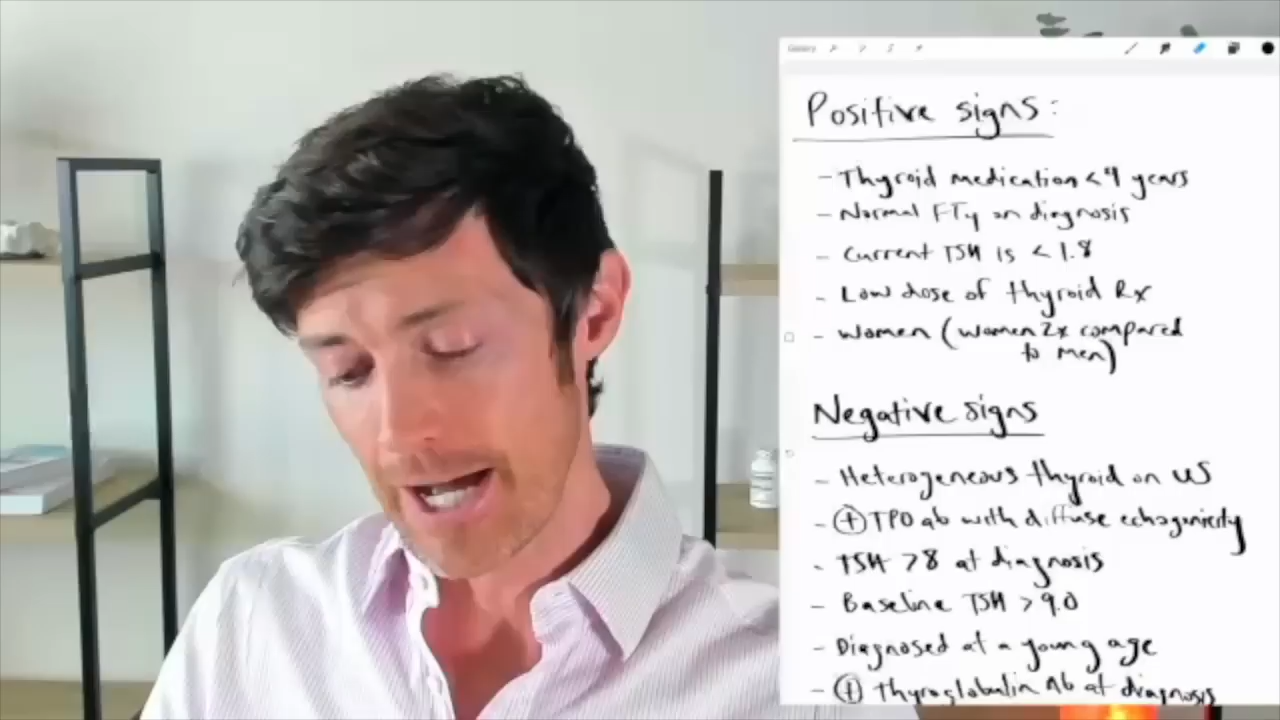 Gallery
Positive signs:
- Thyroid medication < 4 years
- Normal FT4 on diagnosis
- Current TSH is < 1.8
- Low dose of thyroid Rx
- women (women 2x compared
to men)
Negative signs
- Heterogeneous thyroid on US
- (+) TPO ab with diffuse echogenicity
- TSH > 8 at diagnosis
- Baseline TSH > 9.0
- Diagnosed at a young age
- (+) Thyroglobulin Ab at diagnosis